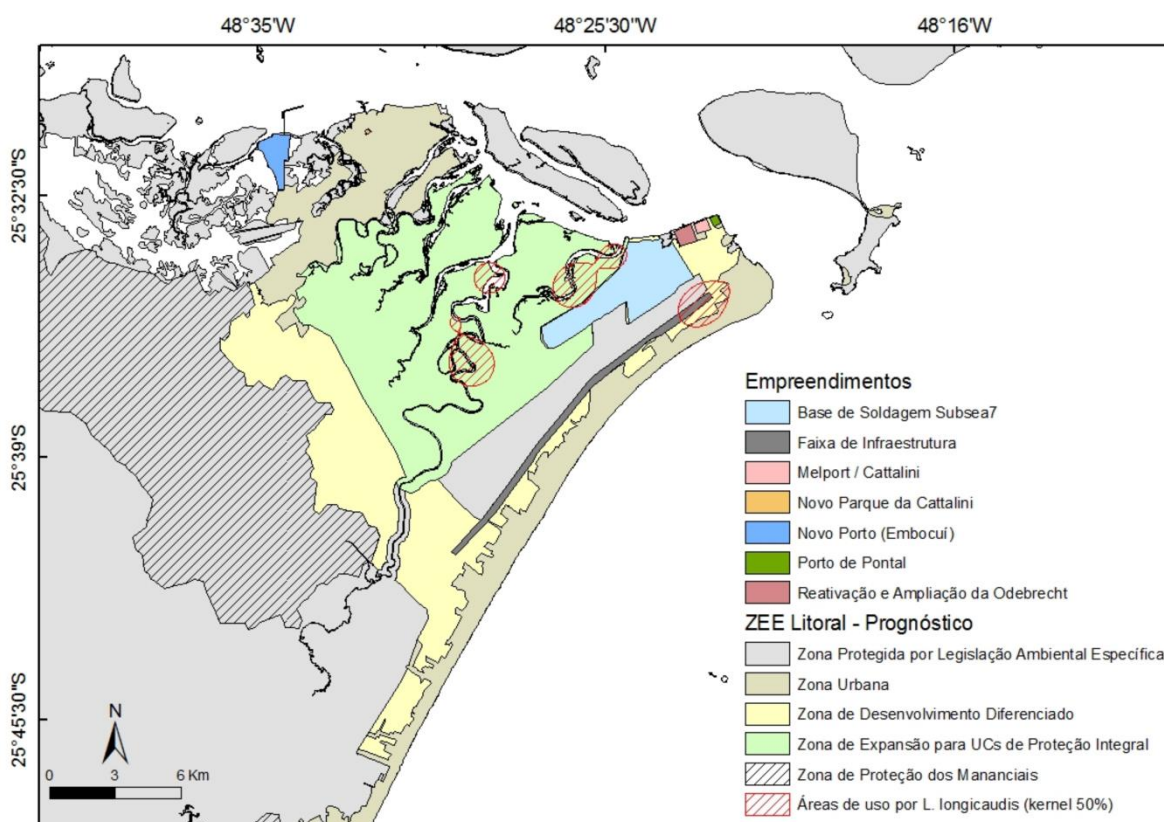 48°35'W
48°25'30"W
48°16'W
25°32'30"S
25°39'S
25°45'30"S
Empreendimentos
Base de Soldagem Subsea7
Faixa de Infraestrutura
Melport / Cattalini
Novo Parque da Cattalini
Novo Porto (Embocuí)
Porto de Pontal
Reativação e Ampliação da Odebrecht
ZEE Litoral - Prognóstico
Zona Protegida por Legislação Ambiental Específica
Zona Urbana
Zona de Desenvolvimento Diferenciado
Zona de Expansão para UCs de Proteção Integral
Zona de Proteção dos Mananciais
Áreas de uso por L. longicaudis (kernel 50%)
N
0 3 6 Km